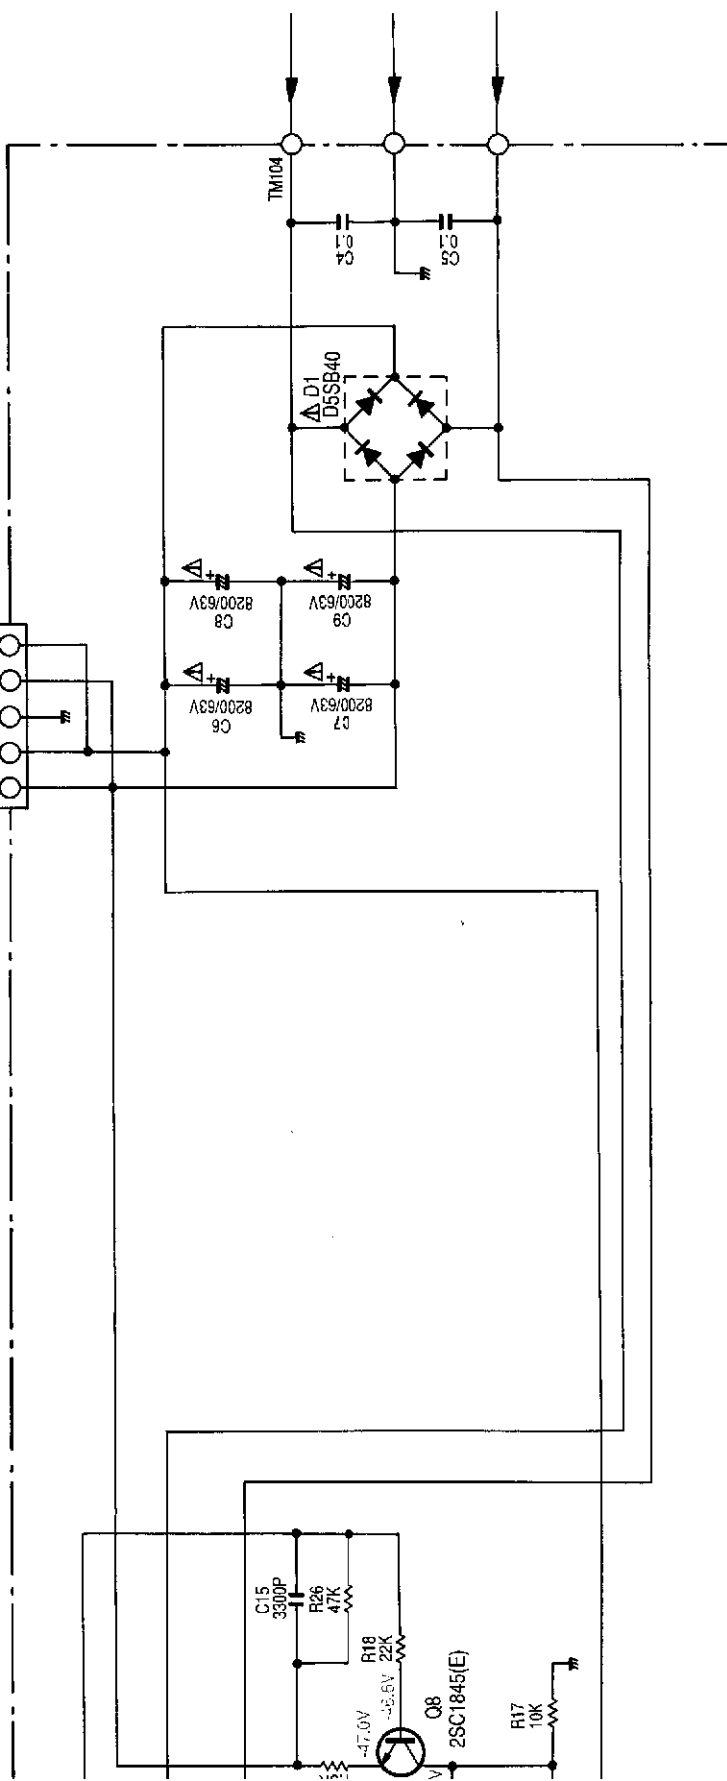 TM104
0.1
C4
0.1
C5
D1
D5SB40
+
8200/63V
C8
+
8200/63V
C9
+
8200/63V
C6
+
8200/63V
C7
C15
3300P
R26
47K
R18
22K
-47.0V
Q8
2SC1845(E)
R17
10K
V